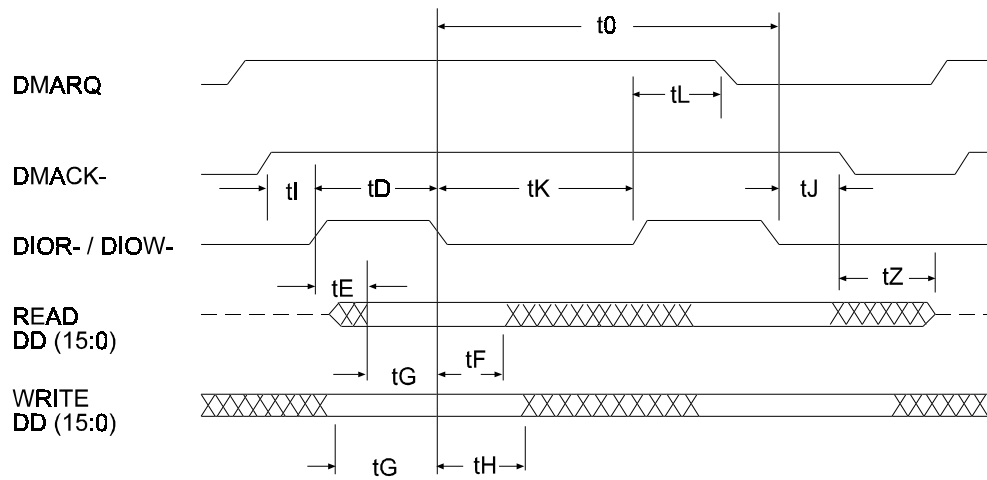 t0
DMARQ
tL
DMACK-
tI
tD
tK
tJ
DIOR- / DIOW-
tE
tZ
READ
DD (15:0)
tG
tF
WRITE
DD (15:0)
tG
tH